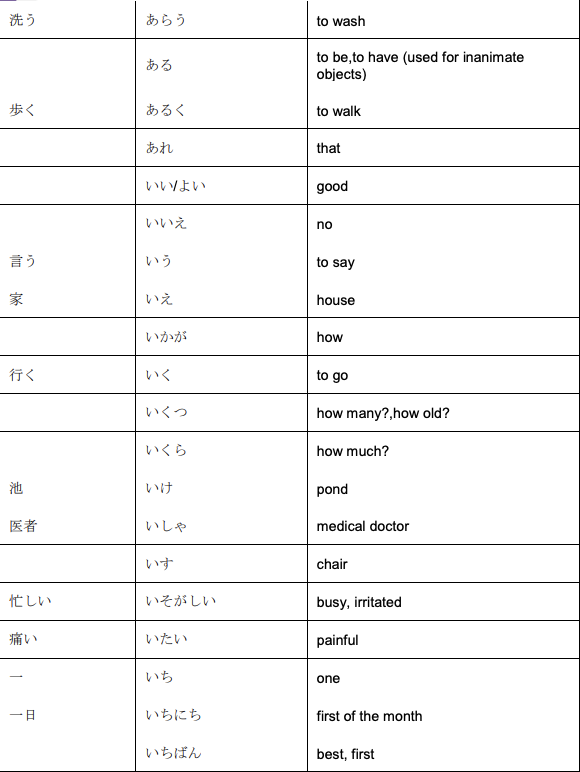 洗う あらう to wash
ある to be,to have (used for inanimate
objects)
歩く あるく to walk
あれ that
いい/よい good
いいえ no
言う いう to say
家 いえ house
いかが how
行く いく to go
いくつ how many?,how old?
いくら how much?
池 いけ pond
医者 いしゃ medical doctor
いす chair
忙しい いそがしい busy, irritated
痛い いたい painful
一 いち one
一日 いちにち first of the month
いちばん best, first